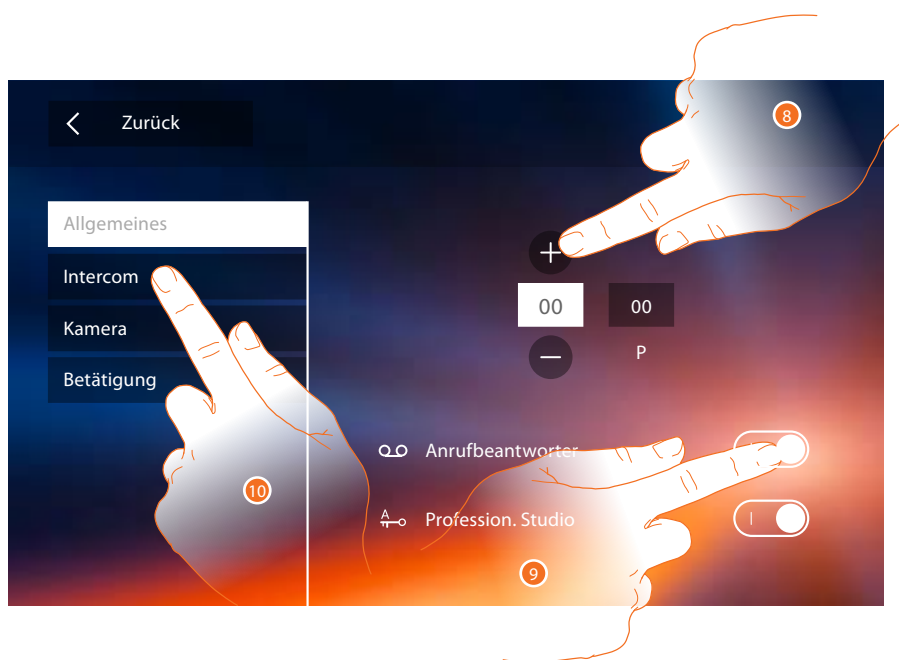 8
Zurück
Allgemeines
Intercom
Kamera
Betätigung
+
00 00
— P
Anrufbeantworter
A Profession. Studio
10
9